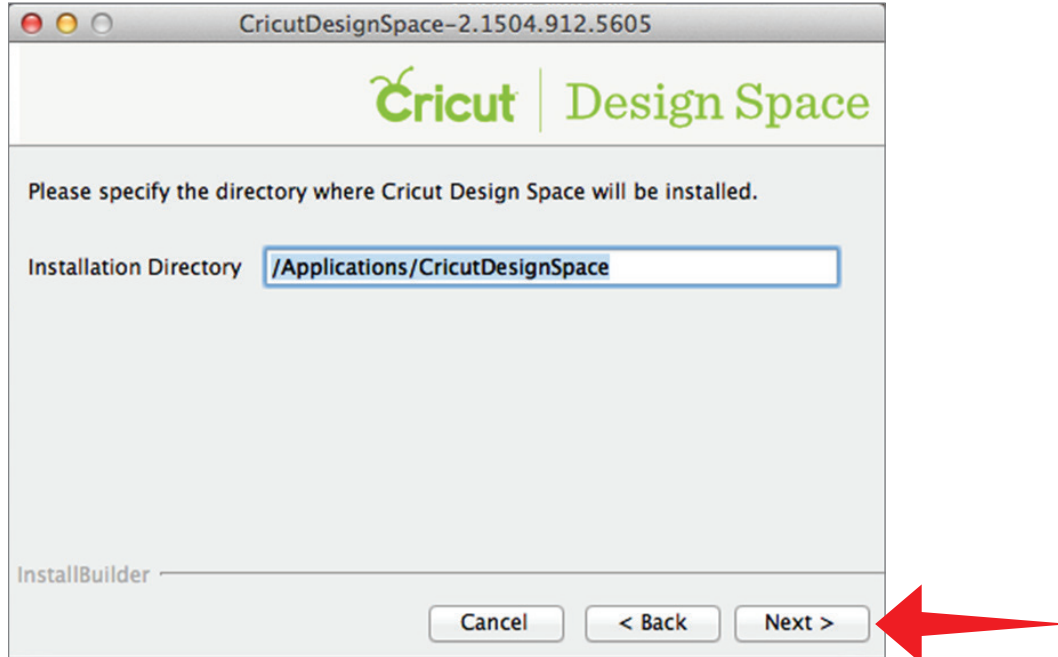 CricutDesignSpace-2.1504.912.5605
Cricut Design Space
Please specify the directory where Cricut Design Space will be installed.
Installation Directory /Applications/CricutDesignSpace
InstallBuilder
Cancel < Back Next >